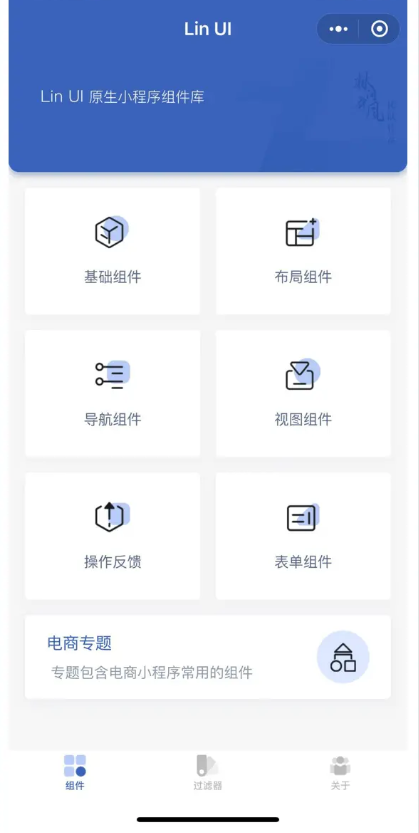 Lin UI
Lin UI 原生小程序组件库
基础组件
布局组件
导航组件
视图组件
操作反馈
表单组件
电商专题
专题包含电商小程序常用的组件
组件
过滤器
关于